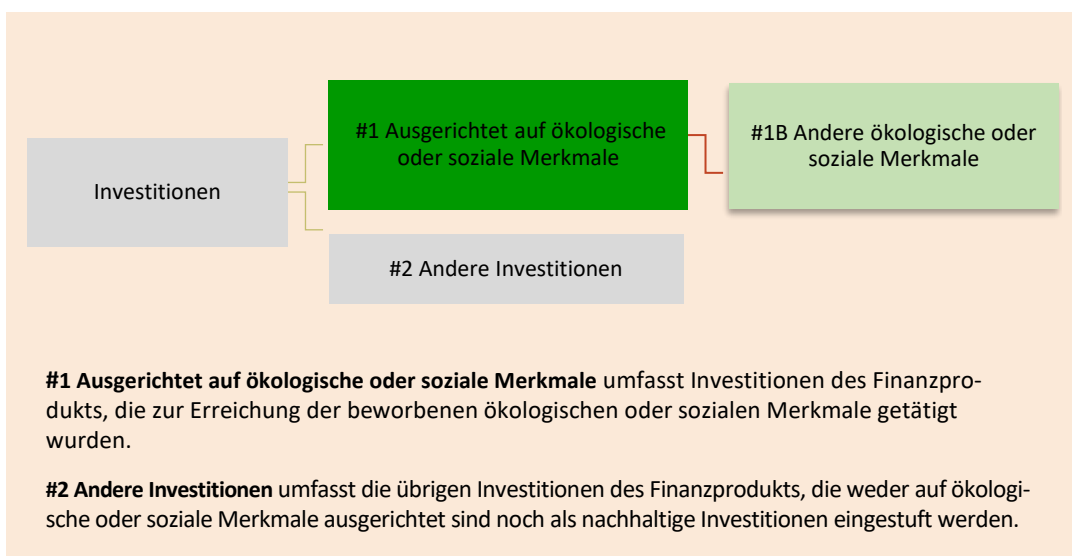 #1 Ausgerichtet auf ökologische
oder soziale Merkmale
#1B Andere ökologische oder
soziale Merkmale
Investitionen
#2 Andere Investitionen
#1 Ausgerichtet auf ökologische oder soziale Merkmale umfasst Investitionen des Finanzpro-
dukts, die zur Erreichung der beworbenen ökologischen oder sozialen Merkmale getätigt
wurden.
#2 Andere Investitionen umfasst die übrigen Investitionen des Finanzprodukts, die weder auf ökologi-
sche oder soziale Merkmale ausgerichtet sind noch als nachhaltige Investitionen eingestuft werden.